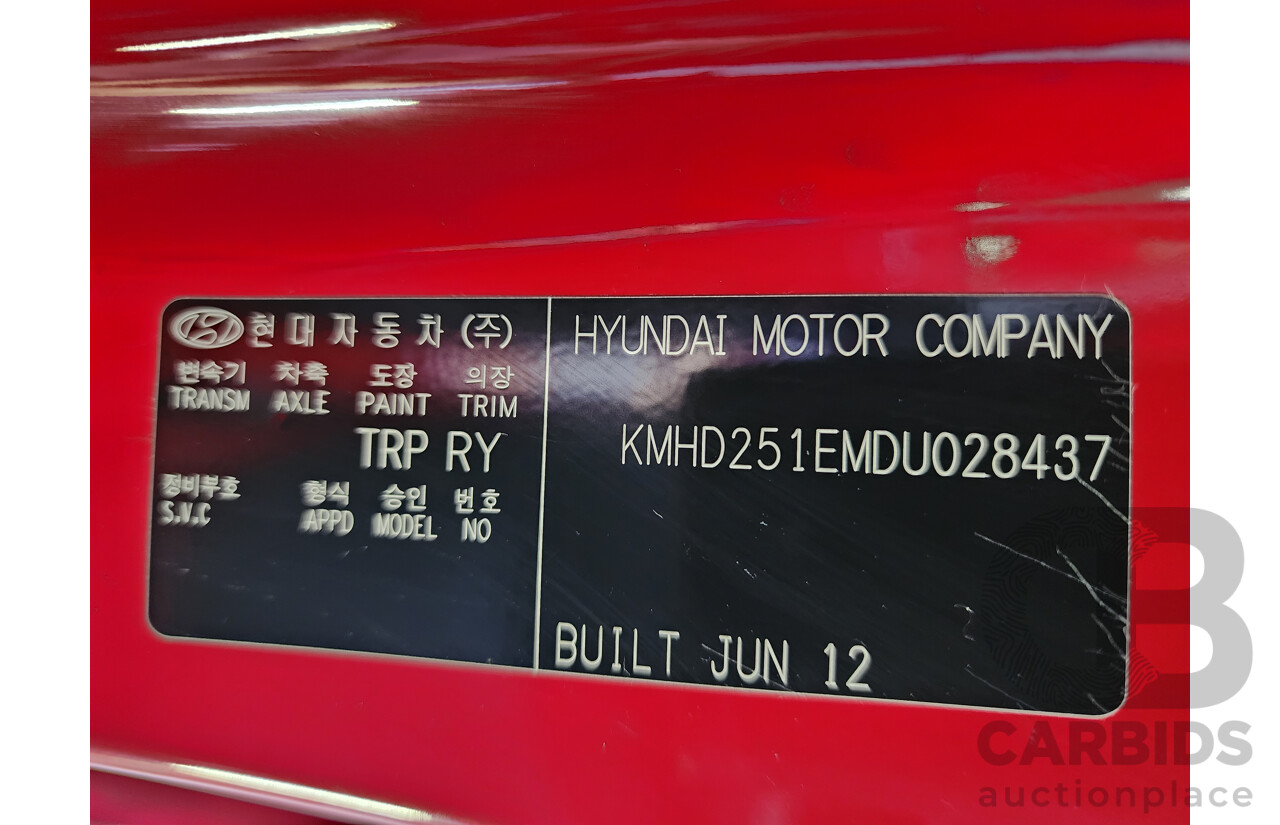 현대자동차 (주)
변속기 차축 도장 의장
TRANSM AXLE PAINT TRIM
TRP RY
정비부호 형식 승인 번호
S.V.C APPD MODEL NO
HYUNDAI MOTOR COMPANY
KMHD251EMDU028437
BUILT JUN 12
CARBIDS
auctionplace